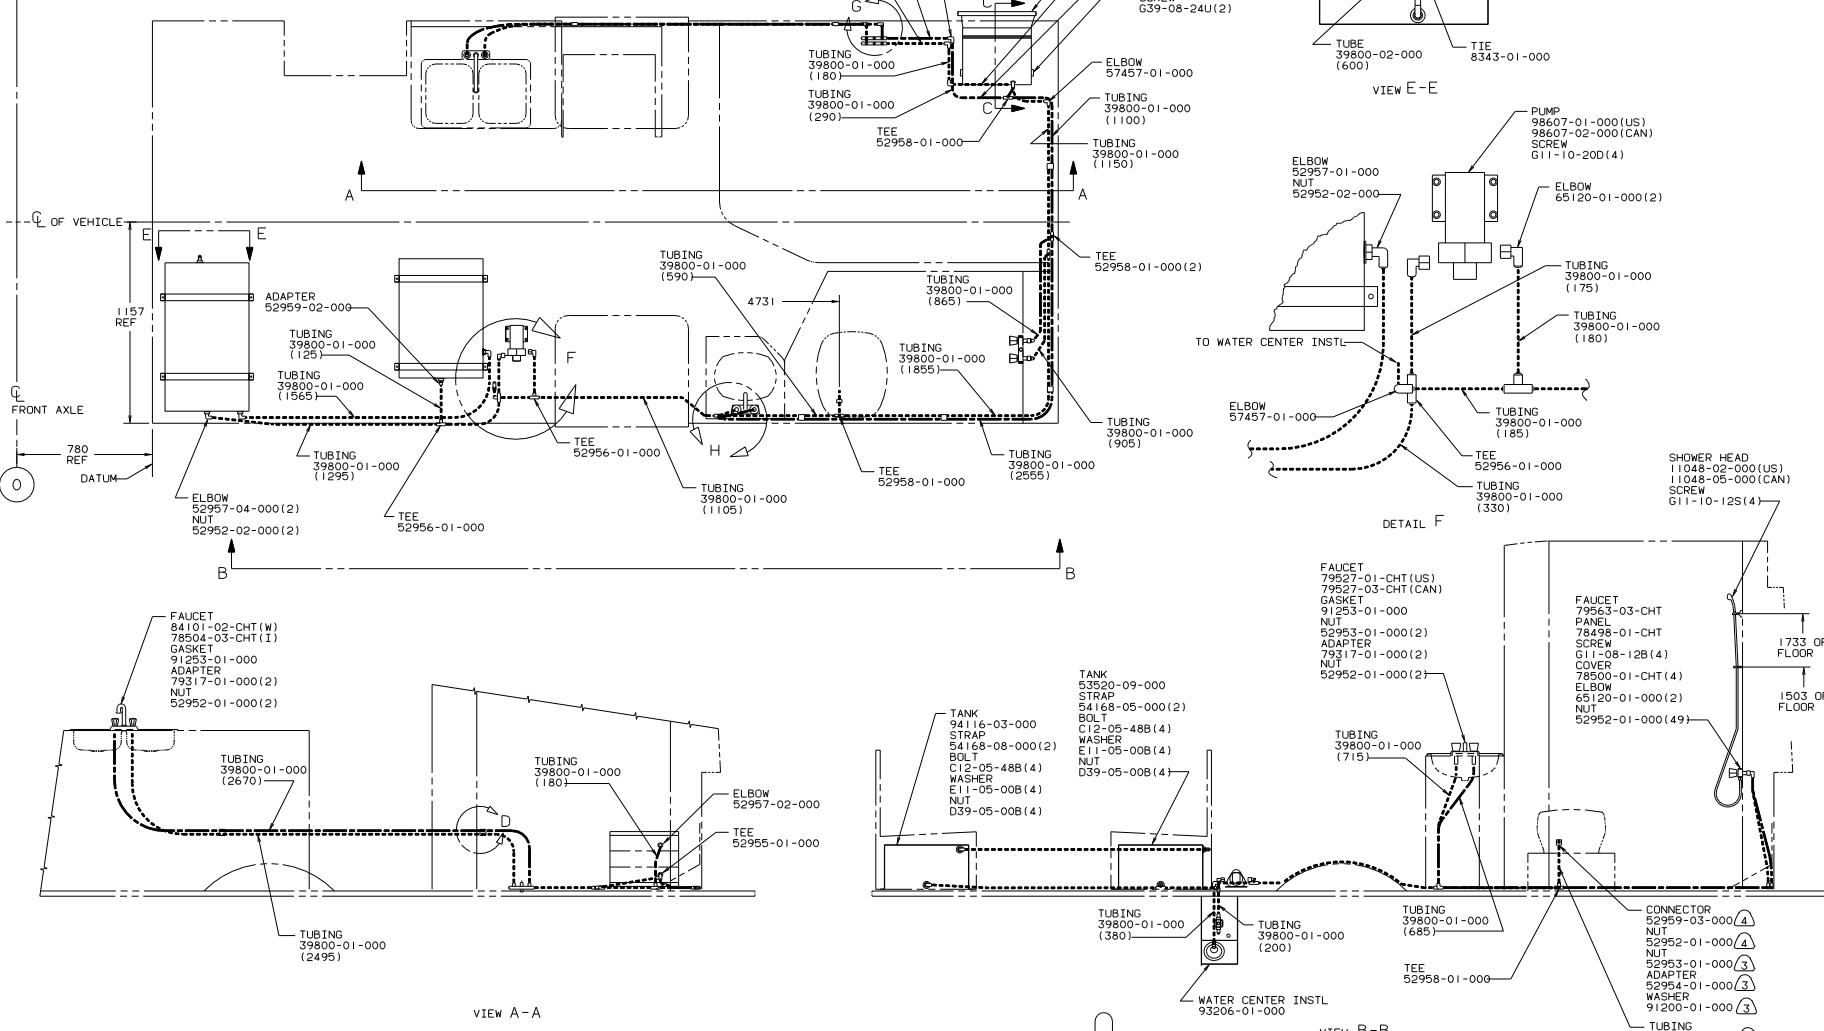 G
C
G39-08-24U(2)
TUBE
39800-02-000
(600)
TIE
8343-01-000
VIEW E-E
TUBING
39800-01-000
(180)
TUBING
39800-01-000
(290)
TEE
52958-01-000
C
ELBOW
57457-01-000
TUBING
39800-01-000
(1100)
TUBING
39800-01-000
(1150)
A
A
PUMP
98607-01-000(US)
98607-02-000(CAN)
SCREW
G11-10-20D(4)
ELBOW
52957-01-000
NUT
52952-02-000
ELBOW
65120-01-000(2)
TUBING
39800-01-000
(175)
TUBING
39800-01-000
(180)
TO WATER CENTER INSTL
ELBOW
57457-01-000
TUBING
39800-01-000
(185)
TEE
52956-01-000
TUBING
39800-01-000
(330)
DETAIL F
℄ OF VEHICLE
E
E
1157
REF
℄
FRONT AXLE
780
REF
DATUM
0
ADAPTER
52959-02-000
TUBING
39800-01-000
(125)
TUBING
39800-01-000
(1565)
TUBING
39800-01-000
(1295)
ELBOW
52957-04-000(2)
NUT
52952-02-000(2)
TEE
52956-01-000
F
TEE
52956-01-000
TUBING
39800-01-000
(590)
4731
TUBING
39800-01-000
(865)
TEE
52958-01-000(2)
TUBING
39800-01-000
(1855)
H
TUBING
39800-01-000
(1105)
TEE
52958-01-000
TUBING
39800-01-000
(2555)
TUBING
39800-01-000
(905)
B
B
SHOWER HEAD
11048-02-000(US)
11048-05-000(CAN)
SCREW
G11-10-12S(4)
FAUCET
84101-02-CHT(W)
78504-03-CHT(I)
GASKET
91253-01-000
ADAPTER
79317-01-000(2)
NUT
52952-01-000(2)
TUBING
39800-01-000
(2670)
TUBING
39800-01-000
(180)
ELBOW
52957-02-000
TEE
52955-01-000
D
TUBING
39800-01-000
(2495)
VIEW A-A
TANK
94116-03-000
STRAP
54168-08-000(2)
BOLT
C12-05-48B(4)
WASHER
E11-05-00B(4)
NUT
D39-05-00B(4)
TANK
53520-09-000
STRAP
54168-05-000(2)
BOLT
C12-05-48B(4)
WASHER
E11-05-00B(4)
NUT
D39-05-00B(4)
FAUCET
79527-01-CHT(US)
79527-03-CHT(CAN)
GASKET
91253-01-000
NUT
52953-01-000(2)
ADAPTER
79317-01-000(2)
NUT
52952-01-000(2)
TUBING
39800-01-000
(715)
FAUCET
79563-03-CHT
PANEL
78498-01-CHT
SCREW
G11-08-12B(4)
COVER
78500-01-CHT(4)
ELBOW
65120-01-000(2)
NUT
52952-01-000(49)
1733
FLOOR
1503
FLOOR
TUBING
39800-01-000
(380)
TUBING
39800-01-000
(200)
WATER CENTER INSTL
93206-01-000
TUBING
39800-01-000
(685)
TEE
52958-01-000
CONNECTOR
52959-03-000 4
NUT
52952-01-000 4
NUT
52953-01-000 3
ADAPTER
52954-01-000 3
WASHER
91200-01-000 3
TUBING
VIEW B-B